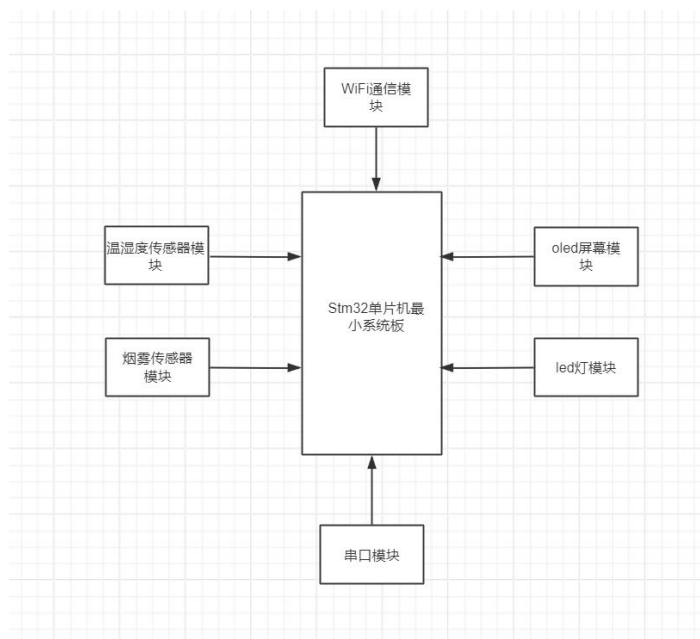 WiFi通信模
块
温湿度传感器模
块
oled屏幕模
块
Stm32单片机最
小系统板
烟雾传感器
模块
led灯模块
串口模块